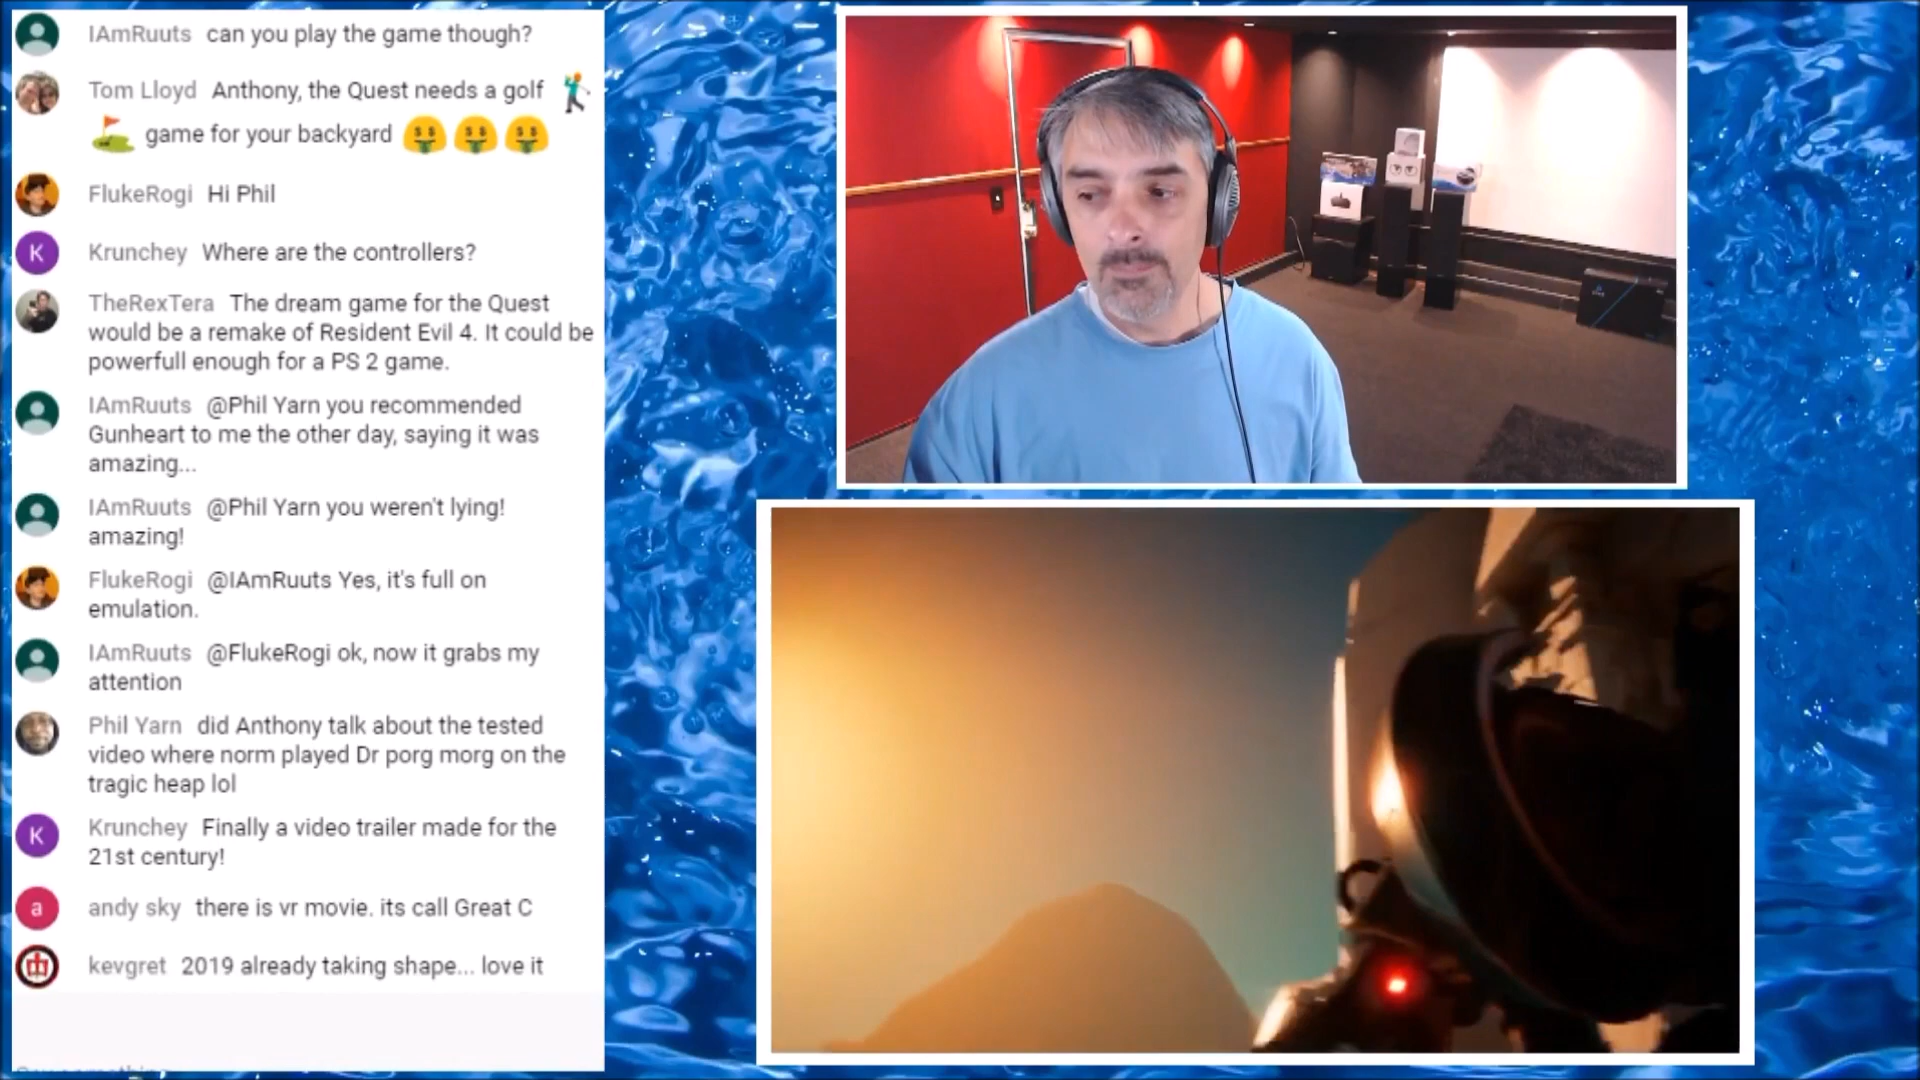 IAmRuuts can you play the game though?
Tom Lloyd Anthony, the Quest needs a golf
game for your backyard
FlukeRogi Hi Phil
K
Krunchey Where are the controllers?
TheRexTera The dream game for the Quest
would be a remake of Resident Evil 4. It could be
powerfull enough for a PS 2 game.
IAmRuuts @Phil Yarn you recommended
Gunheart to me the other day, saying it was
amazing...
IAmRuuts @Phil Yarn you weren't lying!
amazing!
FlukeRogi @IAmRuuts Yes, it's full on
emulation.
IAmRuuts @FlukeRogi ok, now it grabs my
attention
Phil Yarn did Anthony talk about the tested
video where norm played Dr porg morg on the
tragic heap lol
K
Krunchey Finally a video trailer made for the
21st century!
a
andy sky there is vr movie. its call Great C
kevgret 2019 already taking shape... love it